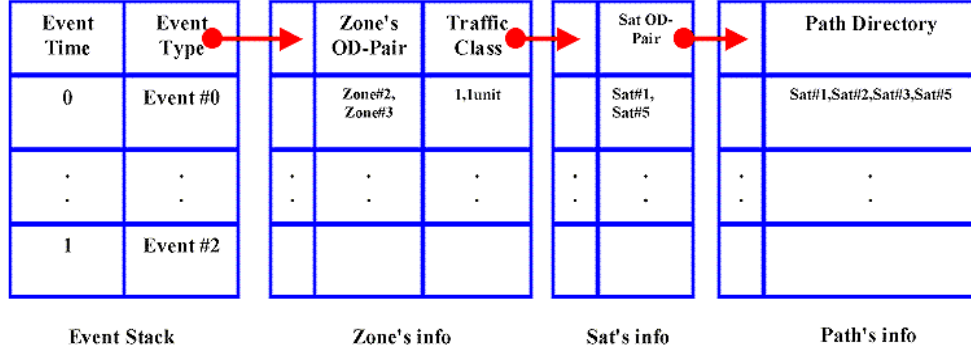 Event Time
Event Type
Zone's OD-Pair
Traffic Class
Sat OD-Pair
Path Directory
0
Event #0
Zone#2,
Zone#3
1,1unit
Sat#1,
Sat#5
Sat#1,Sat#2,Sat#3,Sat#5
1
Event #2
Event Stack
Zone's info
Sat's info
Path's info